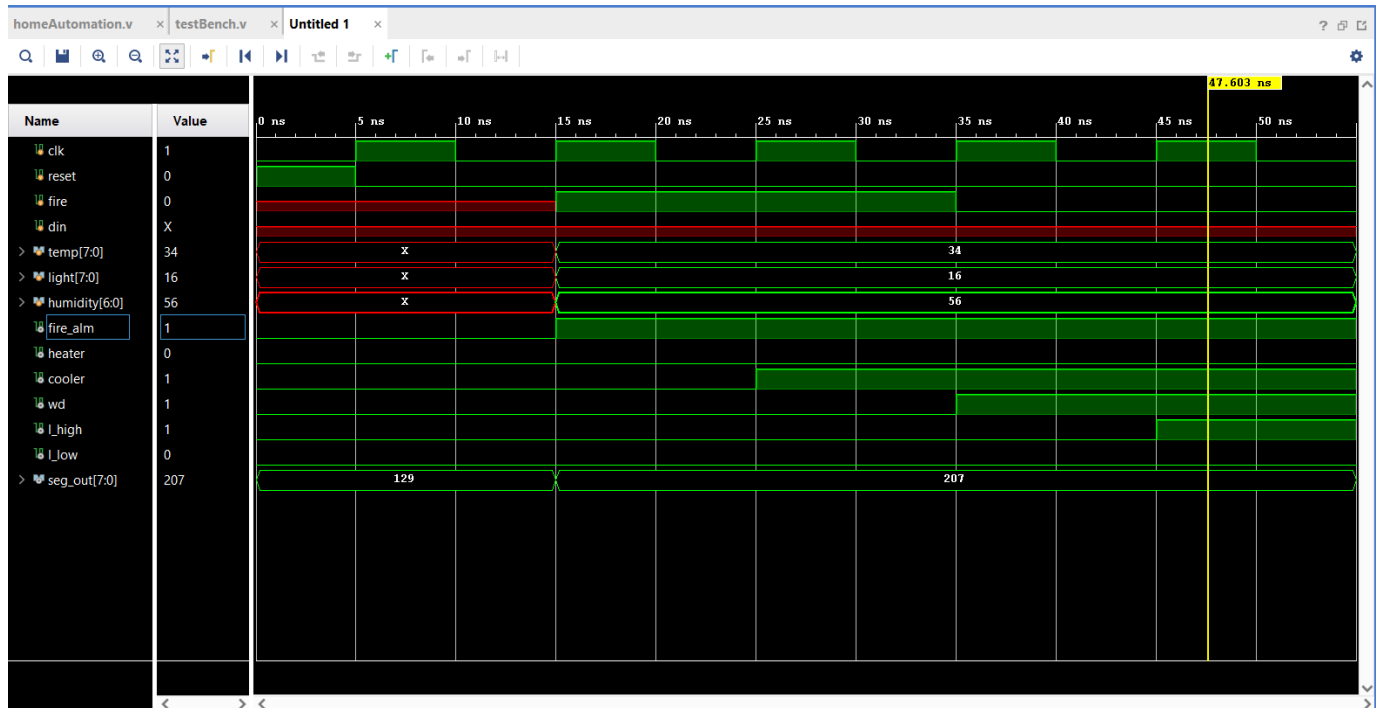 homeAutomation.v × testBench.v × Untitled 1 × ?
47.603 ns
Name Value 0 ns 5 ns 10 ns 15 ns 20 ns 25 ns 30 ns 35 ns 40 ns 45 ns 50 ns
clk 1
reset 0
fire 0
din X
> temp[7:0] 34 X 34
> light[7:0] 16 X 16
> humidity[6:0] 56 X 56
fire_alm 1
heater 0
cooler 1
wd 1
l_high 1
l_low 0
> seg_out[7:0] 207 129 207